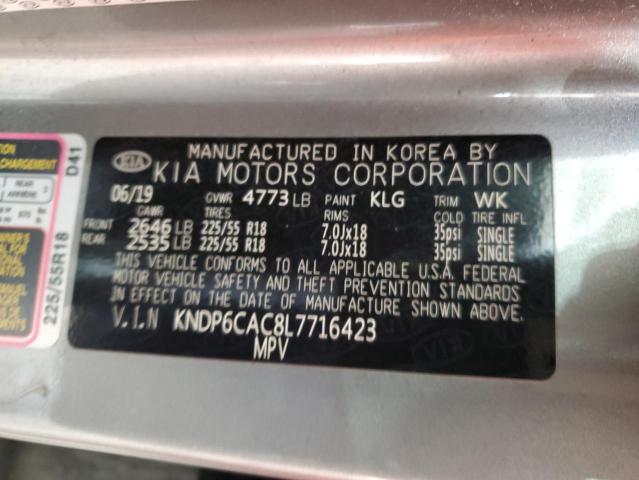 MANUFACTURED IN KOREA BY
KIA KIA MOTORS CORPORATION
06/19 GVWR 4773 LB PAINT KLG TRIM WK
GAWR TIRES RIMS COLD TIRE INFL
FRONT 2646 LB 225/55 R18 7.0Jx18 35psi SINGLE
REAR 2535 LB 225/55 R18 7.0Jx18 35psi SINGLE
THIS VEHICLE CONFORMS TO ALL APPLICABLE U.S.A. FEDERAL
MOTOR VEHICLE SAFETY AND THEFT PREVENTION STANDARDS
IN EFFECT ON THE DATE OF MANUFACTURE SHOWN ABOVE.
V.I.N KNDP6CAC8L7716423
MPV
225/55R18 D41
CHARGEMENT
REAR